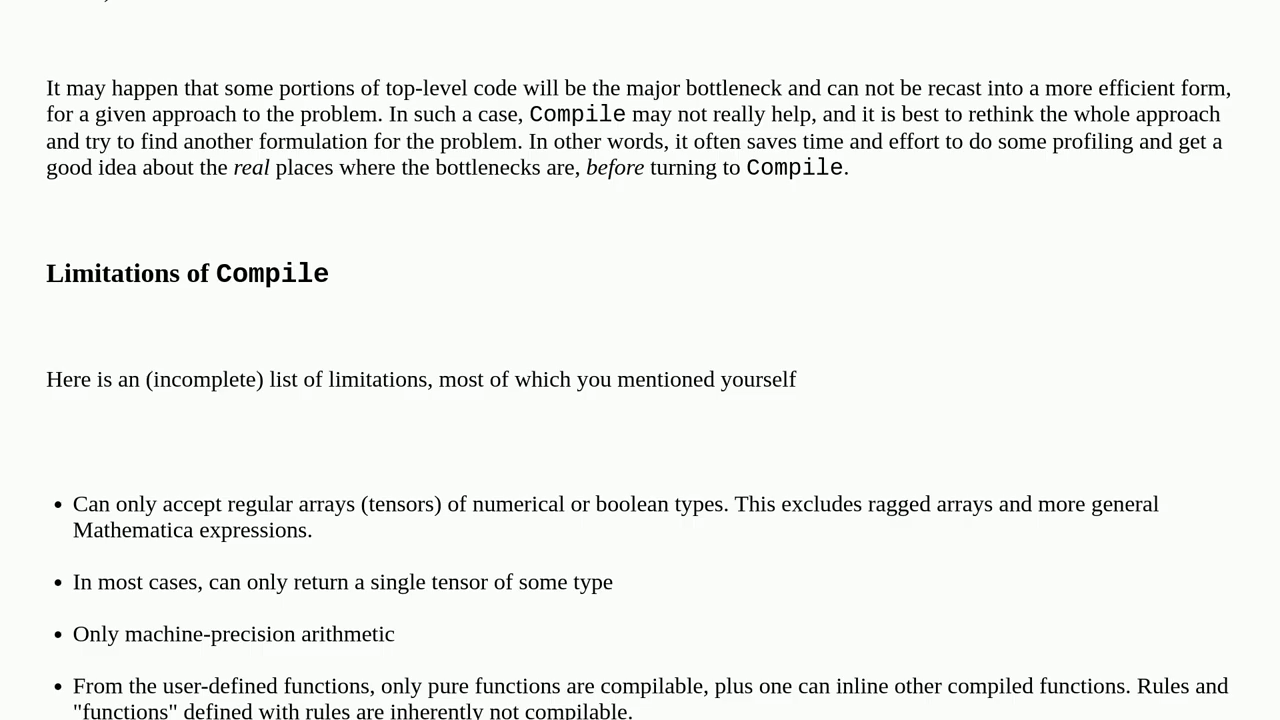 It may happen that some portions of top-level code will be the major bottleneck and can not be recast into a more efficient form,
for a given approach to the problem. In such a case, Compile may not really help, and it is best to rethink the whole approach
and try to find another formulation for the problem. In other words, it often saves time and effort to do some profiling and get a
good idea about the real places where the bottlenecks are, before turning to Compile.
Limitations of Compile
Here is an (incomplete) list of limitations, most of which you mentioned yourself
• Can only accept regular arrays (tensors) of numerical or boolean types. This excludes ragged arrays and more general
Mathematica expressions.
• In most cases, can only return a single tensor of some type
• Only machine-precision arithmetic
• From the user-defined functions, only pure functions are compilable, plus one can inline other compiled functions. Rules and
"functions" defined with rules are inherently not compilable.